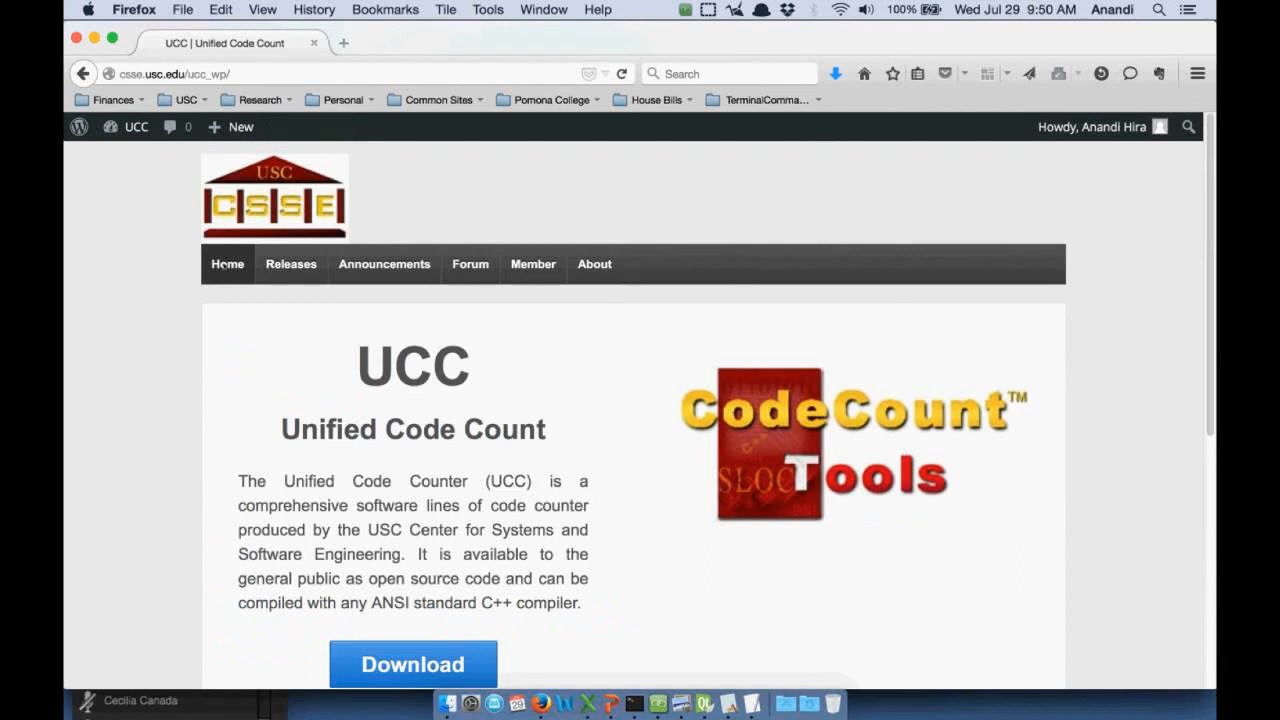 Firefox File Edit View History Bookmarks Tile Tools Window Help 100% Wed Jul 29 9:50 AM Anandi
UCC | Unified Code Count
csse.usc.edu/ucc_wp/ Search
Finances USC Research Personal Common Sites Pomona College House Bills TerminalComma...
UCC 0 New Howdy, Anandi Hira
USC
CSSE
Home Releases Announcements Forum Member About
UCC
Unified Code Count
The Unified Code Counter (UCC) is a
comprehensive software lines of code counter
produced by the USC Center for Systems and
Software Engineering. It is available to the
general public as open source code and can be
compiled with any ANSI standard C++ compiler.
Download
CodeCount™
C++
SLOC
Tools
Cecilia Canada